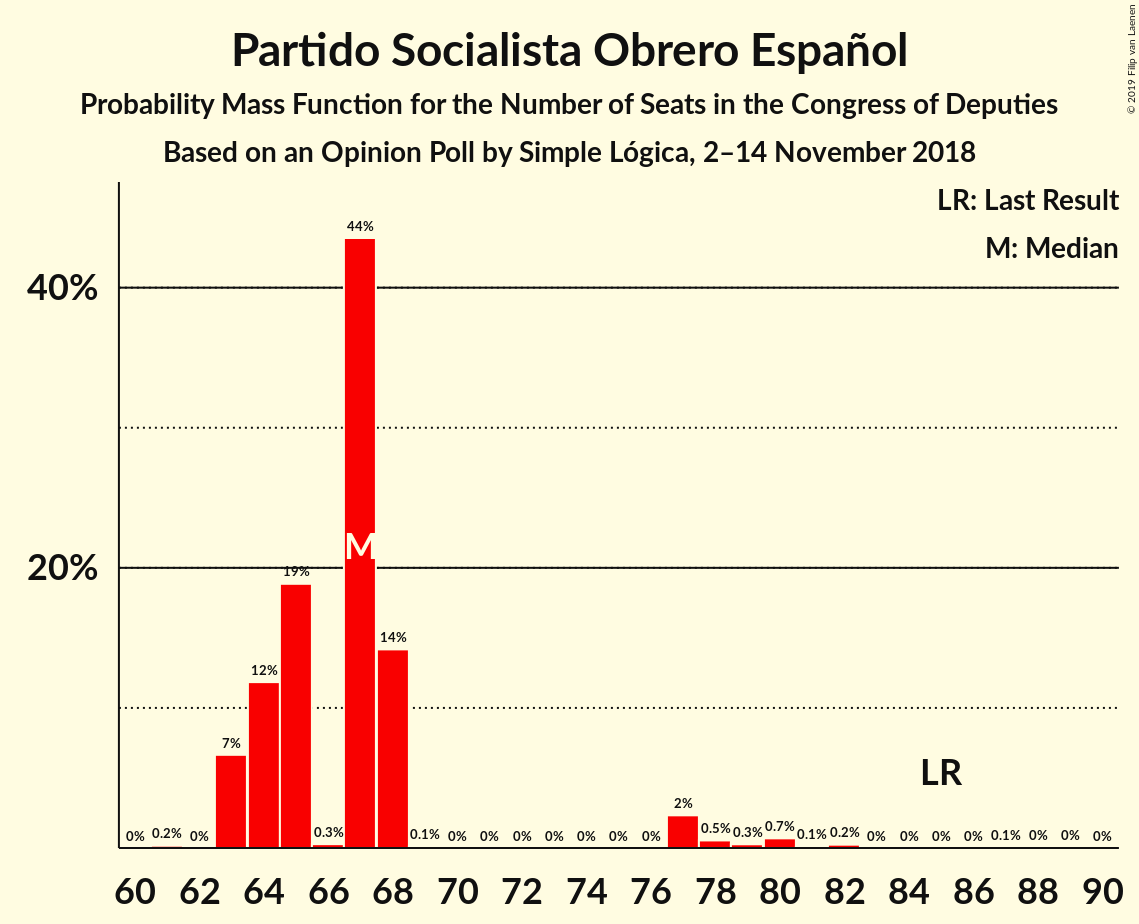 Partido Socialista Obrero Español
Probability Mass Function for the Number of Seats in the Congress of Deputies
Based on an Opinion Poll by Simple Lógica, 2–14 November 2018
© 2019 Filip van Laenen
LR: Last Result
M: Median
44%
40%
M
20%
19%
14%
12%
7%
LR
2%
0% 0.2% 0% 0.3% 0.1% 0% 0% 0% 0% 0% 0% 0% 0.5% 0.3% 0.7% 0.1% 0.2% 0% 0% 0% 0% 0.1% 0% 0% 0%
60 62 64 66 68 70 72 74 76 78 80 82 84 86 88 90